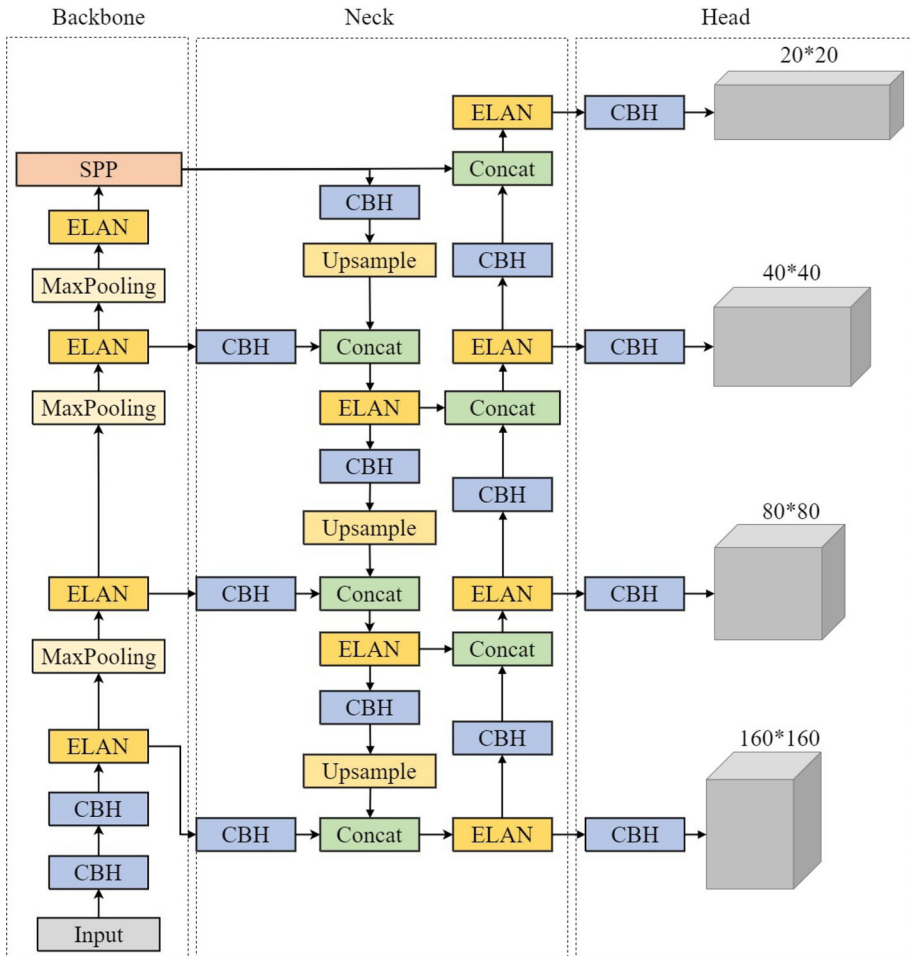 Backbone
Neck
Head
20*20
ELAN
CBH
SPP
Concat
CBH
ELAN
Upsample
CBH
40*40
MaxPooling
ELAN
CBH
Concat
ELAN
CBH
MaxPooling
ELAN
Concat
CBH
CBH
80*80
Upsample
ELAN
CBH
Concat
ELAN
CBH
MaxPooling
ELAN
Concat
CBH
ELAN
CBH
160*160
Upsample
CBH
CBH
Concat
ELAN
CBH
CBH
Input